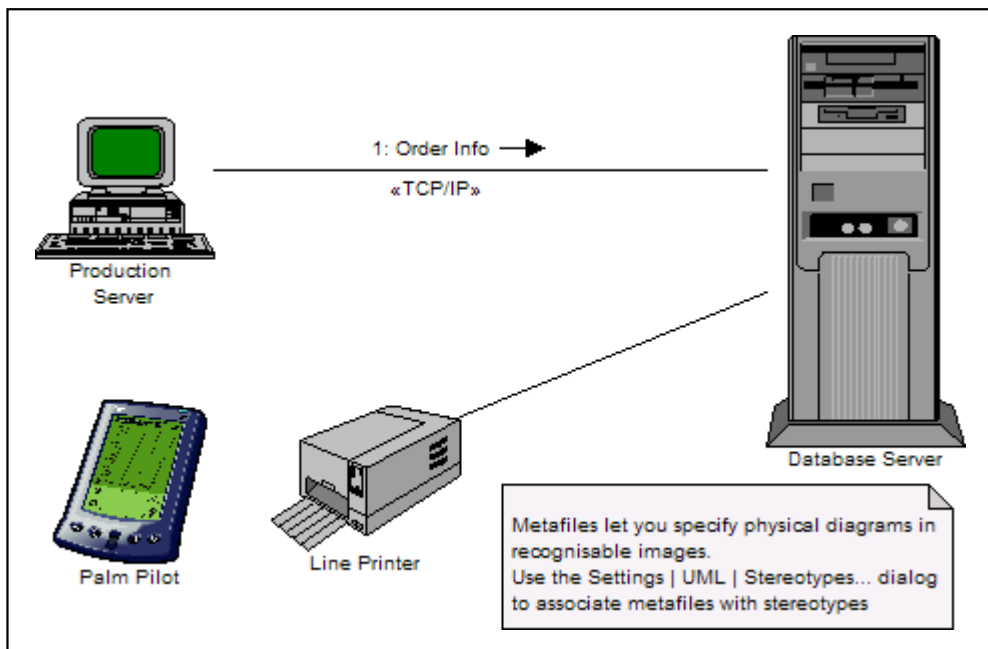 1: Order Info
«TCP/IP»
Production
Server
Database Server
Palm Pilot
Line Printer
Metafiles let you specify physical diagrams in
recognisable images.
Use the Settings | UML | Stereotypes... dialog
to associate metafiles with stereotypes